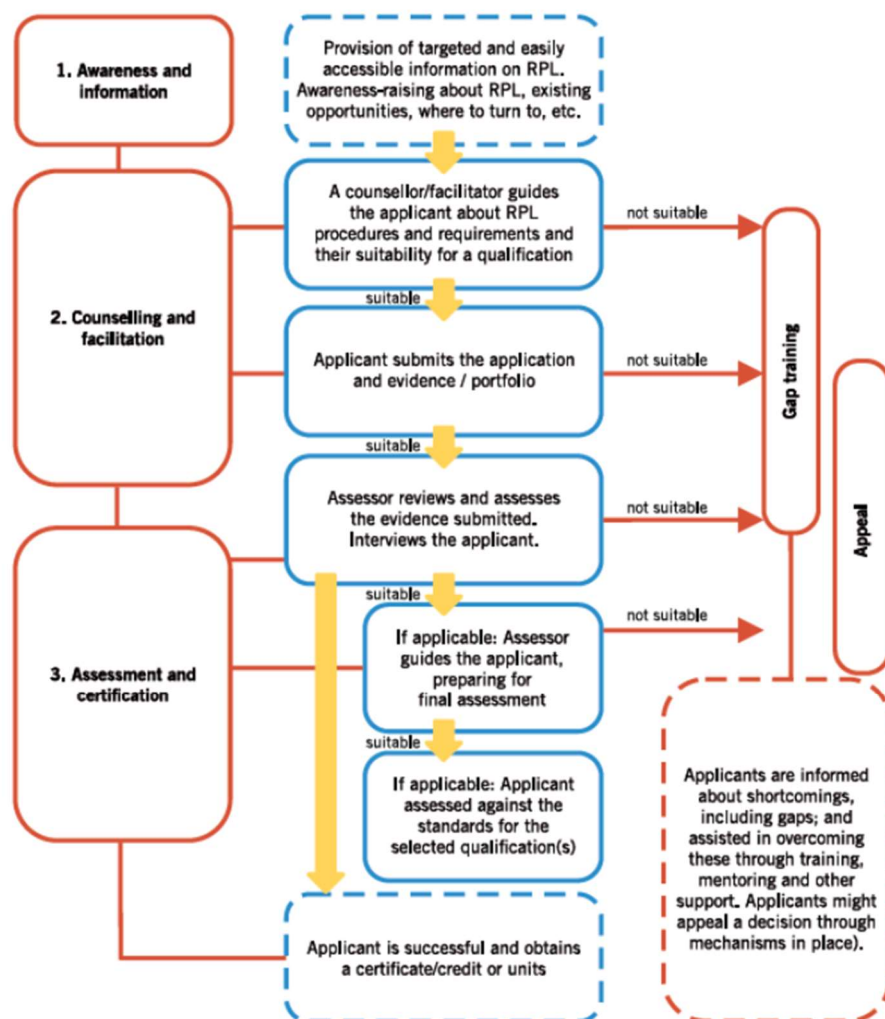 1. Awareness and
information
Provision of targeted and easily
accessible information on RPL.
Awareness-raising about RPL, existing
opportunities, where to turn to, etc.
2. Counselling and
facilitation
A counsellor/facilitator guides
the applicant about RPL
procedures and requirements and
their suitability for a qualification
not suitable
suitable
Applicant submits the application
and evidence / portfolio
not suitable
suitable
Gap training
Appeal
3. Assessment and
certification
Assessor reviews and assesses
the evidence submitted.
Interviews the applicant.
not suitable
suitable
If applicable: Assessor
guides the applicant,
preparing for
final assessment
not suitable
suitable
If applicable: Applicant
assessed against the
standards for the
selected qualification(s)
Applicant is successful and obtains
a certificate/credit or units
Applicants are informed
about shortcomings,
including gaps; and
assisted in overcoming
these through training,
mentoring and other
support. Applicants might
appeal a decision through
mechanisms in place).